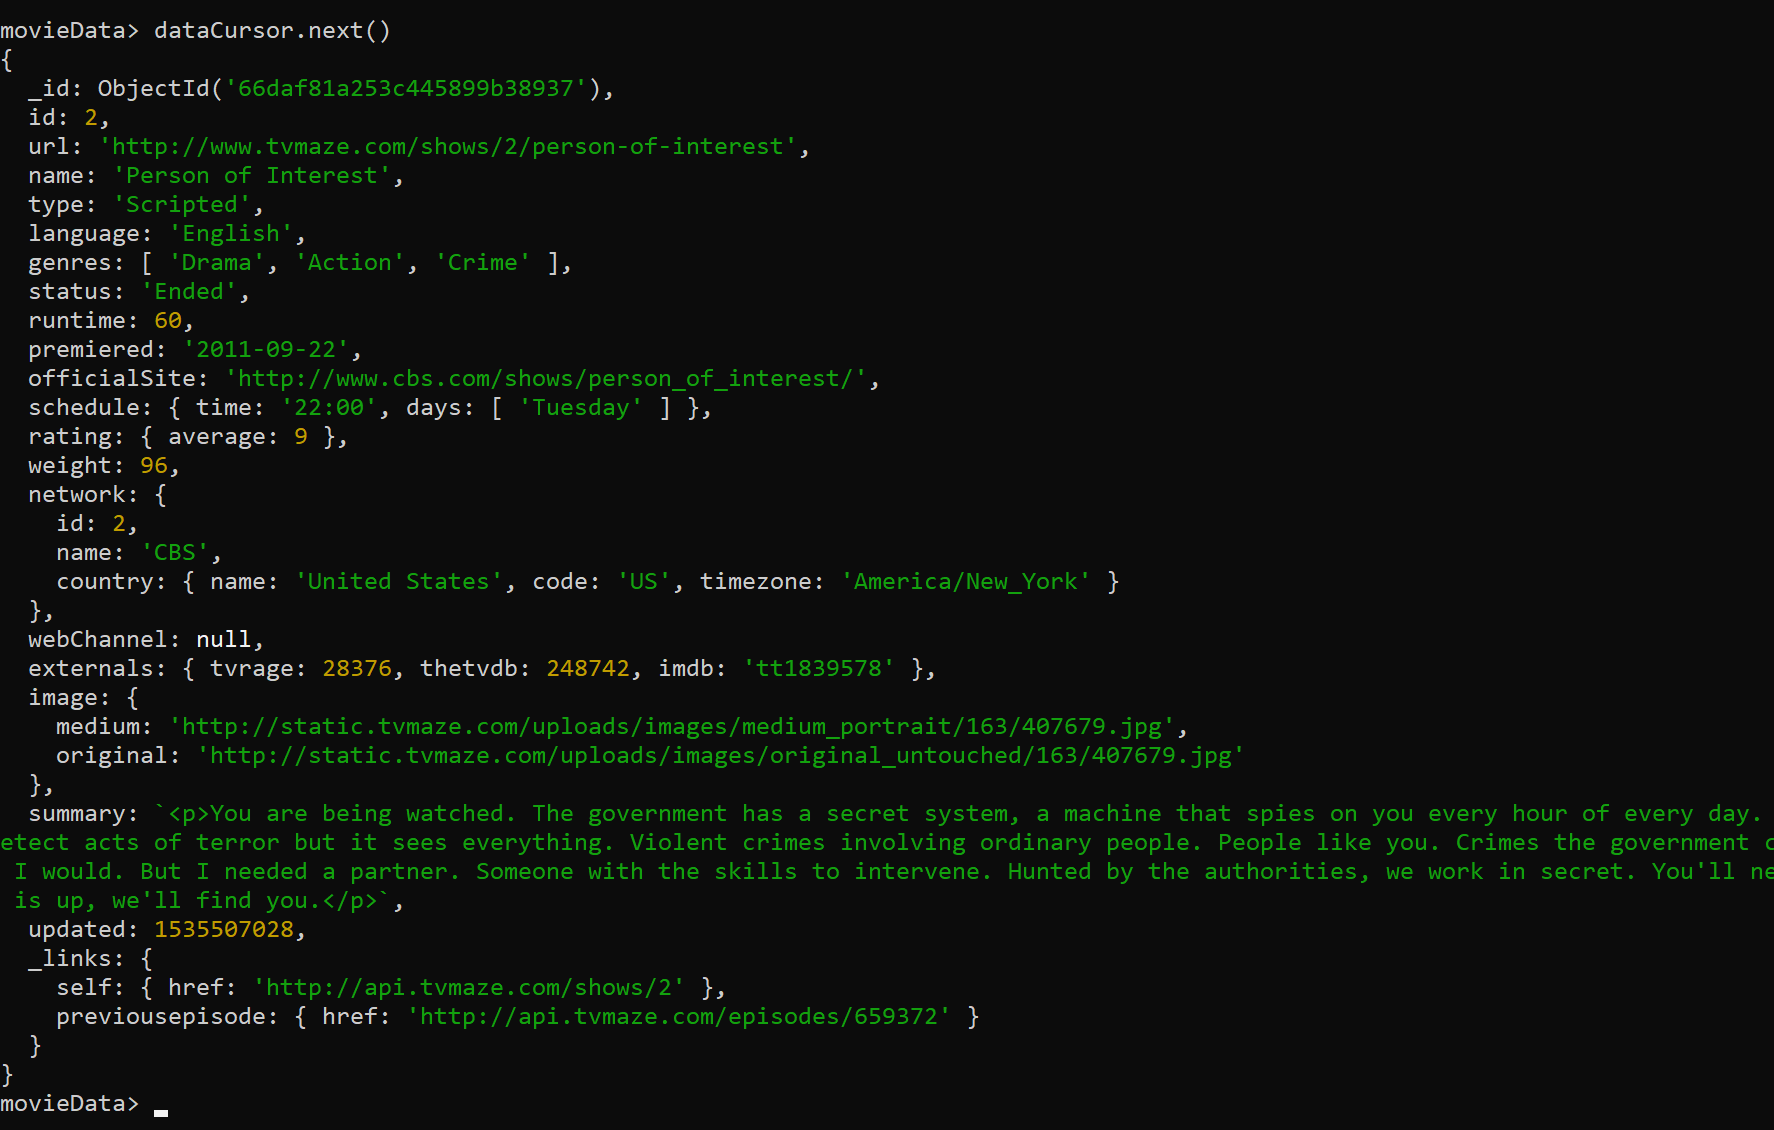 movieData> dataCursor.next()
{
  _id: ObjectId('66daf81a253c445899b38937'),
  id: 2,
  url: 'http://www.tvmaze.com/shows/2/person-of-interest',
  name: 'Person of Interest',
  type: 'Scripted',
  language: 'English',
  genres: [ 'Drama', 'Action', 'Crime' ],
  status: 'Ended',
  runtime: 60,
  premiered: '2011-09-22',
  officialSite: 'http://www.cbs.com/shows/person_of_interest/',
  schedule: { time: '22:00', days: [ 'Tuesday' ] },
  rating: { average: 9 },
  weight: 96,
  network: {
    id: 2,
    name: 'CBS',
    country: { name: 'United States', code: 'US', timezone: 'America/New_York' }
  },
  webChannel: null,
  externals: { tvrage: 28376, thetvdb: 248742, imdb: 'tt1839578' },
  image: {
    medium: 'http://static.tvmaze.com/uploads/images/medium_portrait/163/407679.jpg',
    original: 'http://static.tvmaze.com/uploads/images/original_untouched/163/407679.jpg'
  },
  summary: `<p>You are being watched. The government has a secret system, a machine that spies on you every hour of every day.
etect acts of terror but it sees everything. Violent crimes involving ordinary people. People like you. Crimes the government
 I would. But I needed a partner. Someone with the skills to intervene. Hunted by the authorities, we work in secret. You'll ne
 is up, we'll find you.</p>`,
  updated: 1535507028,
  _links: {
    self: { href: 'http://api.tvmaze.com/shows/2' },
    previousepisode: { href: 'http://api.tvmaze.com/episodes/659372' }
  }
}
movieData>